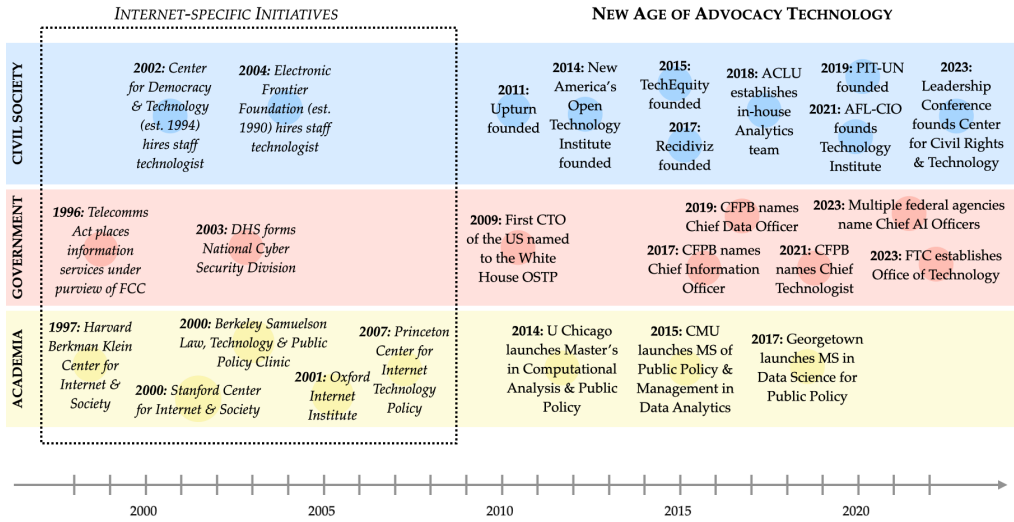 INTERNET-SPECIFIC INITIATIVES
NEW AGE OF ADVOCACY TECHNOLOGY
CIVIL SOCIETY
2002: Center
for Democracy
& Technology
(est. 1994)
hires staff
technologist
2004: Electronic
Frontier
Foundation (est.
1990) hires staff
technologist
2011:
Upturn
founded
2014: New
America's
Open
Technology
Institute
founded
2015:
TechEquity
founded
2017:
Recidiviz
founded
2018: ACLU
establishes
in-house
Analytics
team
2019: PIT-UN
founded
2021: AFL-CIO
founds
Technology
Institute
2023:
Leadership
Conference
founds Center
for Civil Rights
& Technology
GOVERNMENT
1996: Telecomms
Act places
information
services under
purview of FCC
2003: DHS forms
National Cyber
Security Division
2009: First CTO
of the US named
to the White
House OSTP
2019: CFPB names
Chief Data Officer
2017: CFPB names
Chief Information
Officer
2021: CFPB
names Chief
Technologist
2023: Multiple federal agencies
name Chief AI Officers
2023: FTC establishes
Office of Technology
ACADEMIA
1997: Harvard
Berkman Klein
Center for
Internet &
Society
2000: Berkeley Samuelson
Law, Technology & Public
Policy Clinic
2000: Stanford Center
for Internet & Society
2001: Oxford
Internet
Institute
2007: Princeton
Center for
Internet
Technology
Policy
2014: U Chicago
launches Master's
in Computational
Analysis & Public
Policy
2015: CMU
launches MS of
Public Policy &
Management in
Data Analytics
2017: Georgetown
launches MS in
Data Science for
Public Policy
2000
2005
2010
2015
2020